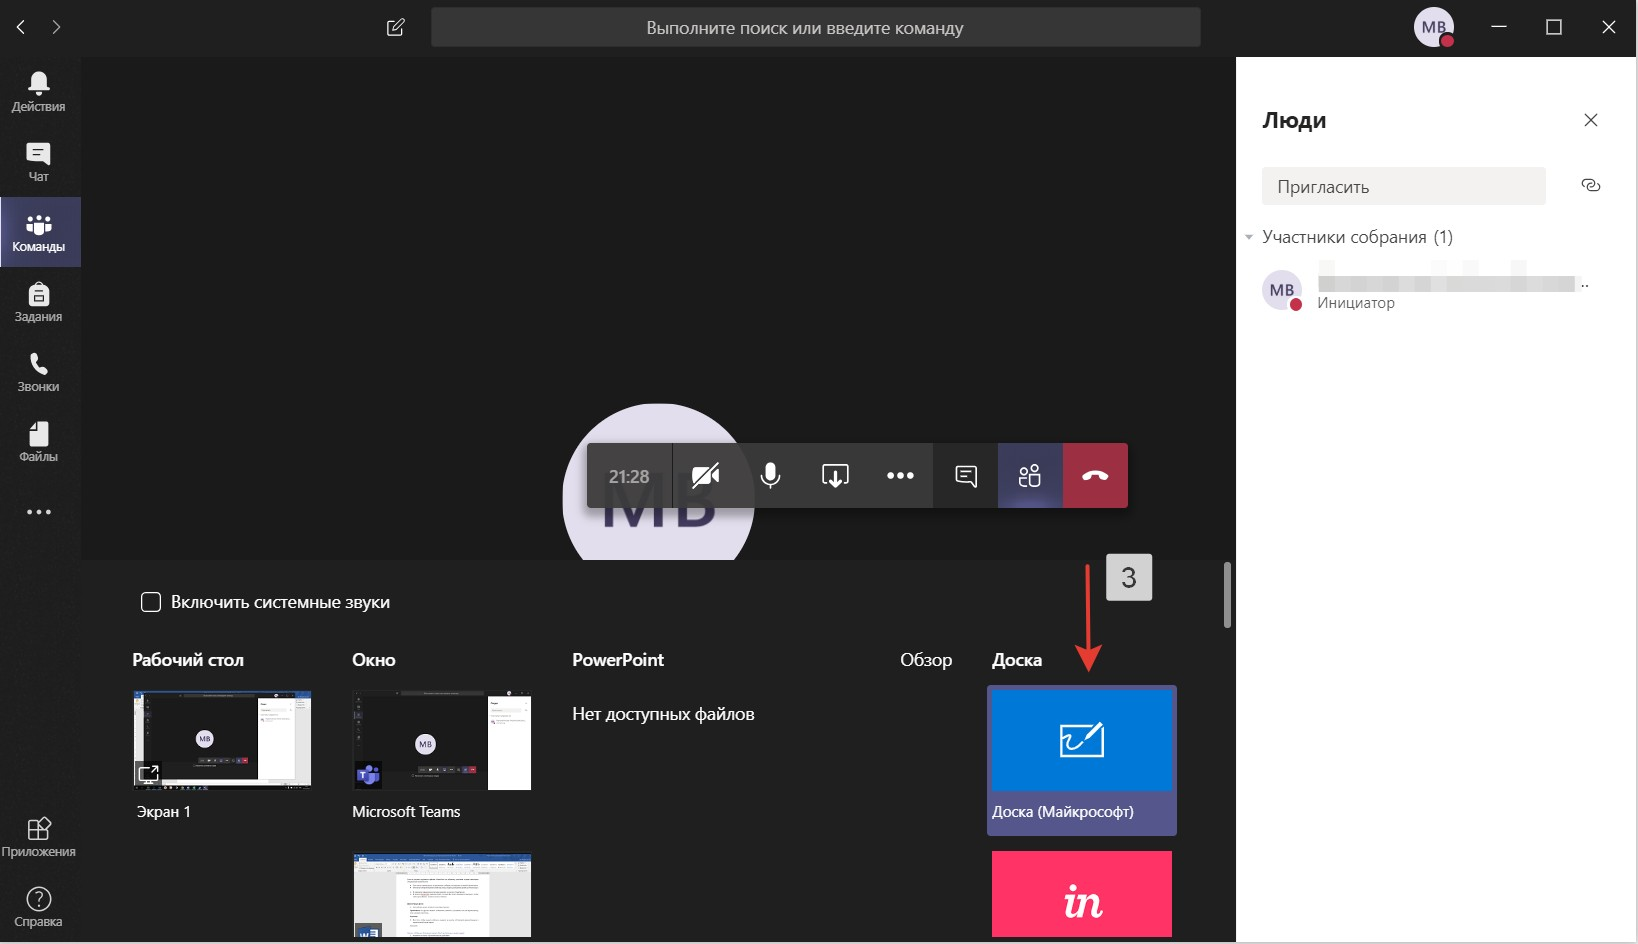 Выполните поиск или введите команду
MB
Действия
Чат
Команды
Задания
Звонки
Файлы
Приложения
Справка
Люди
Пригласить
Участники собрания (1)
MB
Инициатор
MB
21:28
3
Включить системные звуки
Рабочий стол
Окно
PowerPoint
Обзор
Доска
MB
MB
Нет доступных файлов
Экран 1
Microsoft Teams
Доска (Майкрософт)
in